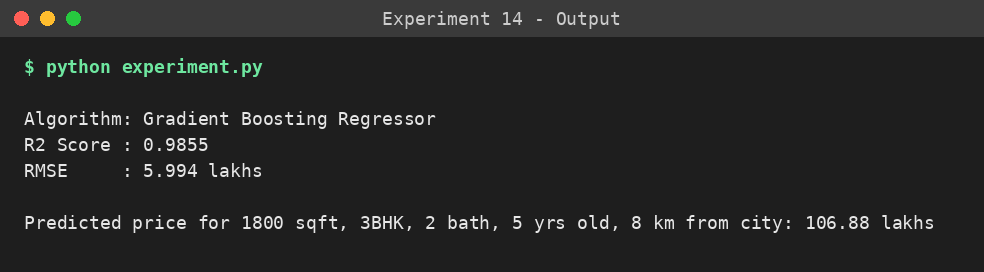 Experiment 14 - Output
$ python experiment.py
Algorithm: Gradient Boosting Regressor
R2 Score : 0.9855
RMSE     : 5.994 lakhs
Predicted price for 1800 sqft, 3BHK, 2 bath, 5 yrs old, 8 km from city: 106.88 lakhs